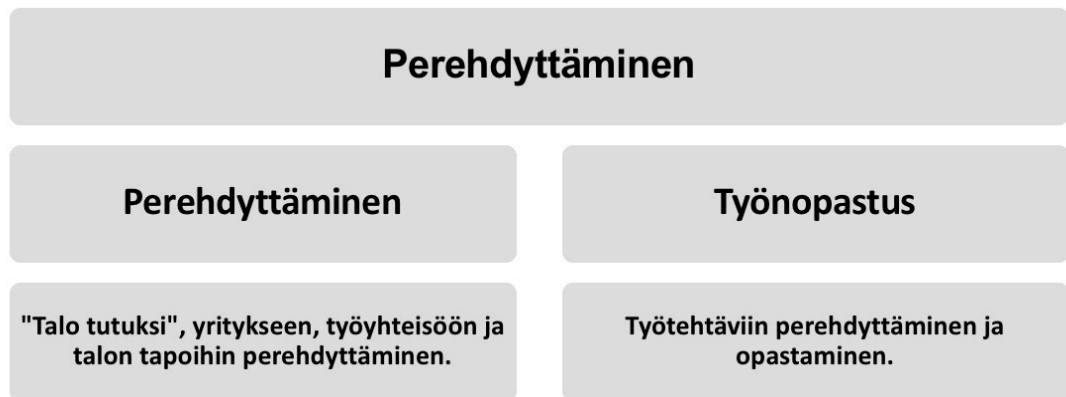 Perehdyttäminen
Perehdyttäminen
Työnopastus
"Talo tutuksi", yritykseen, työyhteisöön ja
talon tapoihin perehdyttäminen.
Työtehtäviin perehdyttäminen ja
opastaminen.